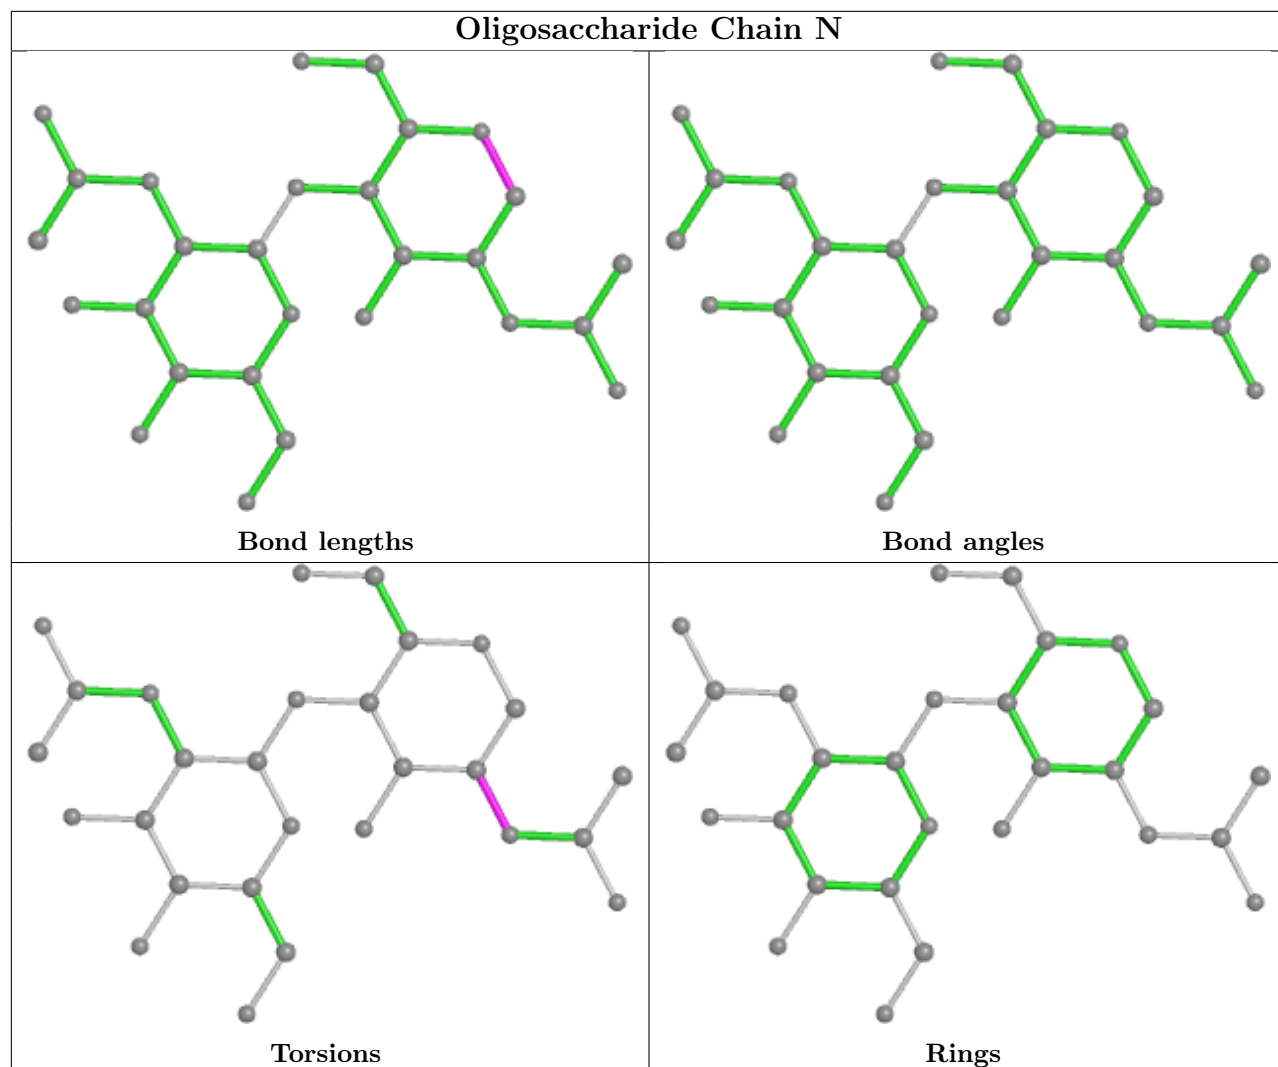 Oligosaccharide Chain N
Bond lengths
Bond angles
Torsions
Rings